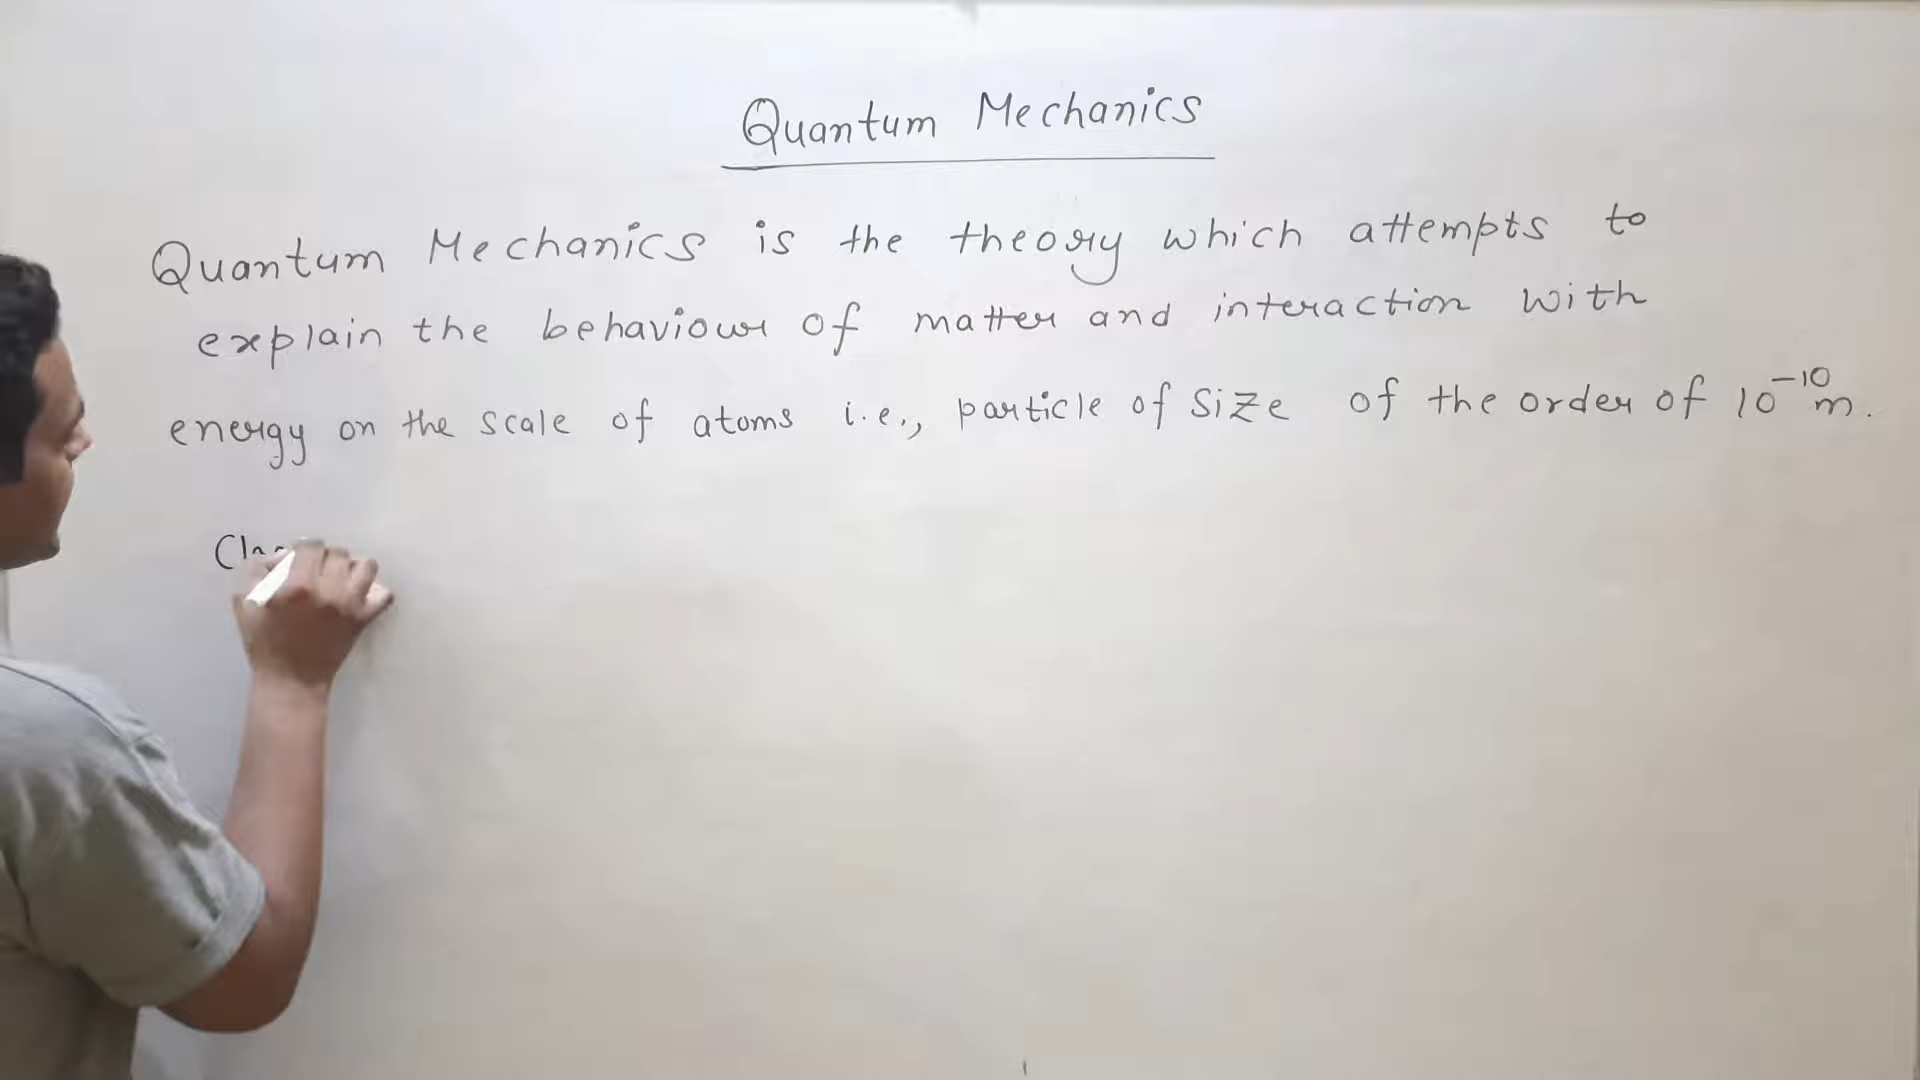 Quantum Mechanics
Quantum Mechanics is the theory which attempts to
explain the behaviour of matter and interaction with
energy on the scale of atoms i.e., particle of size of the order of 10⁻¹⁰ m.